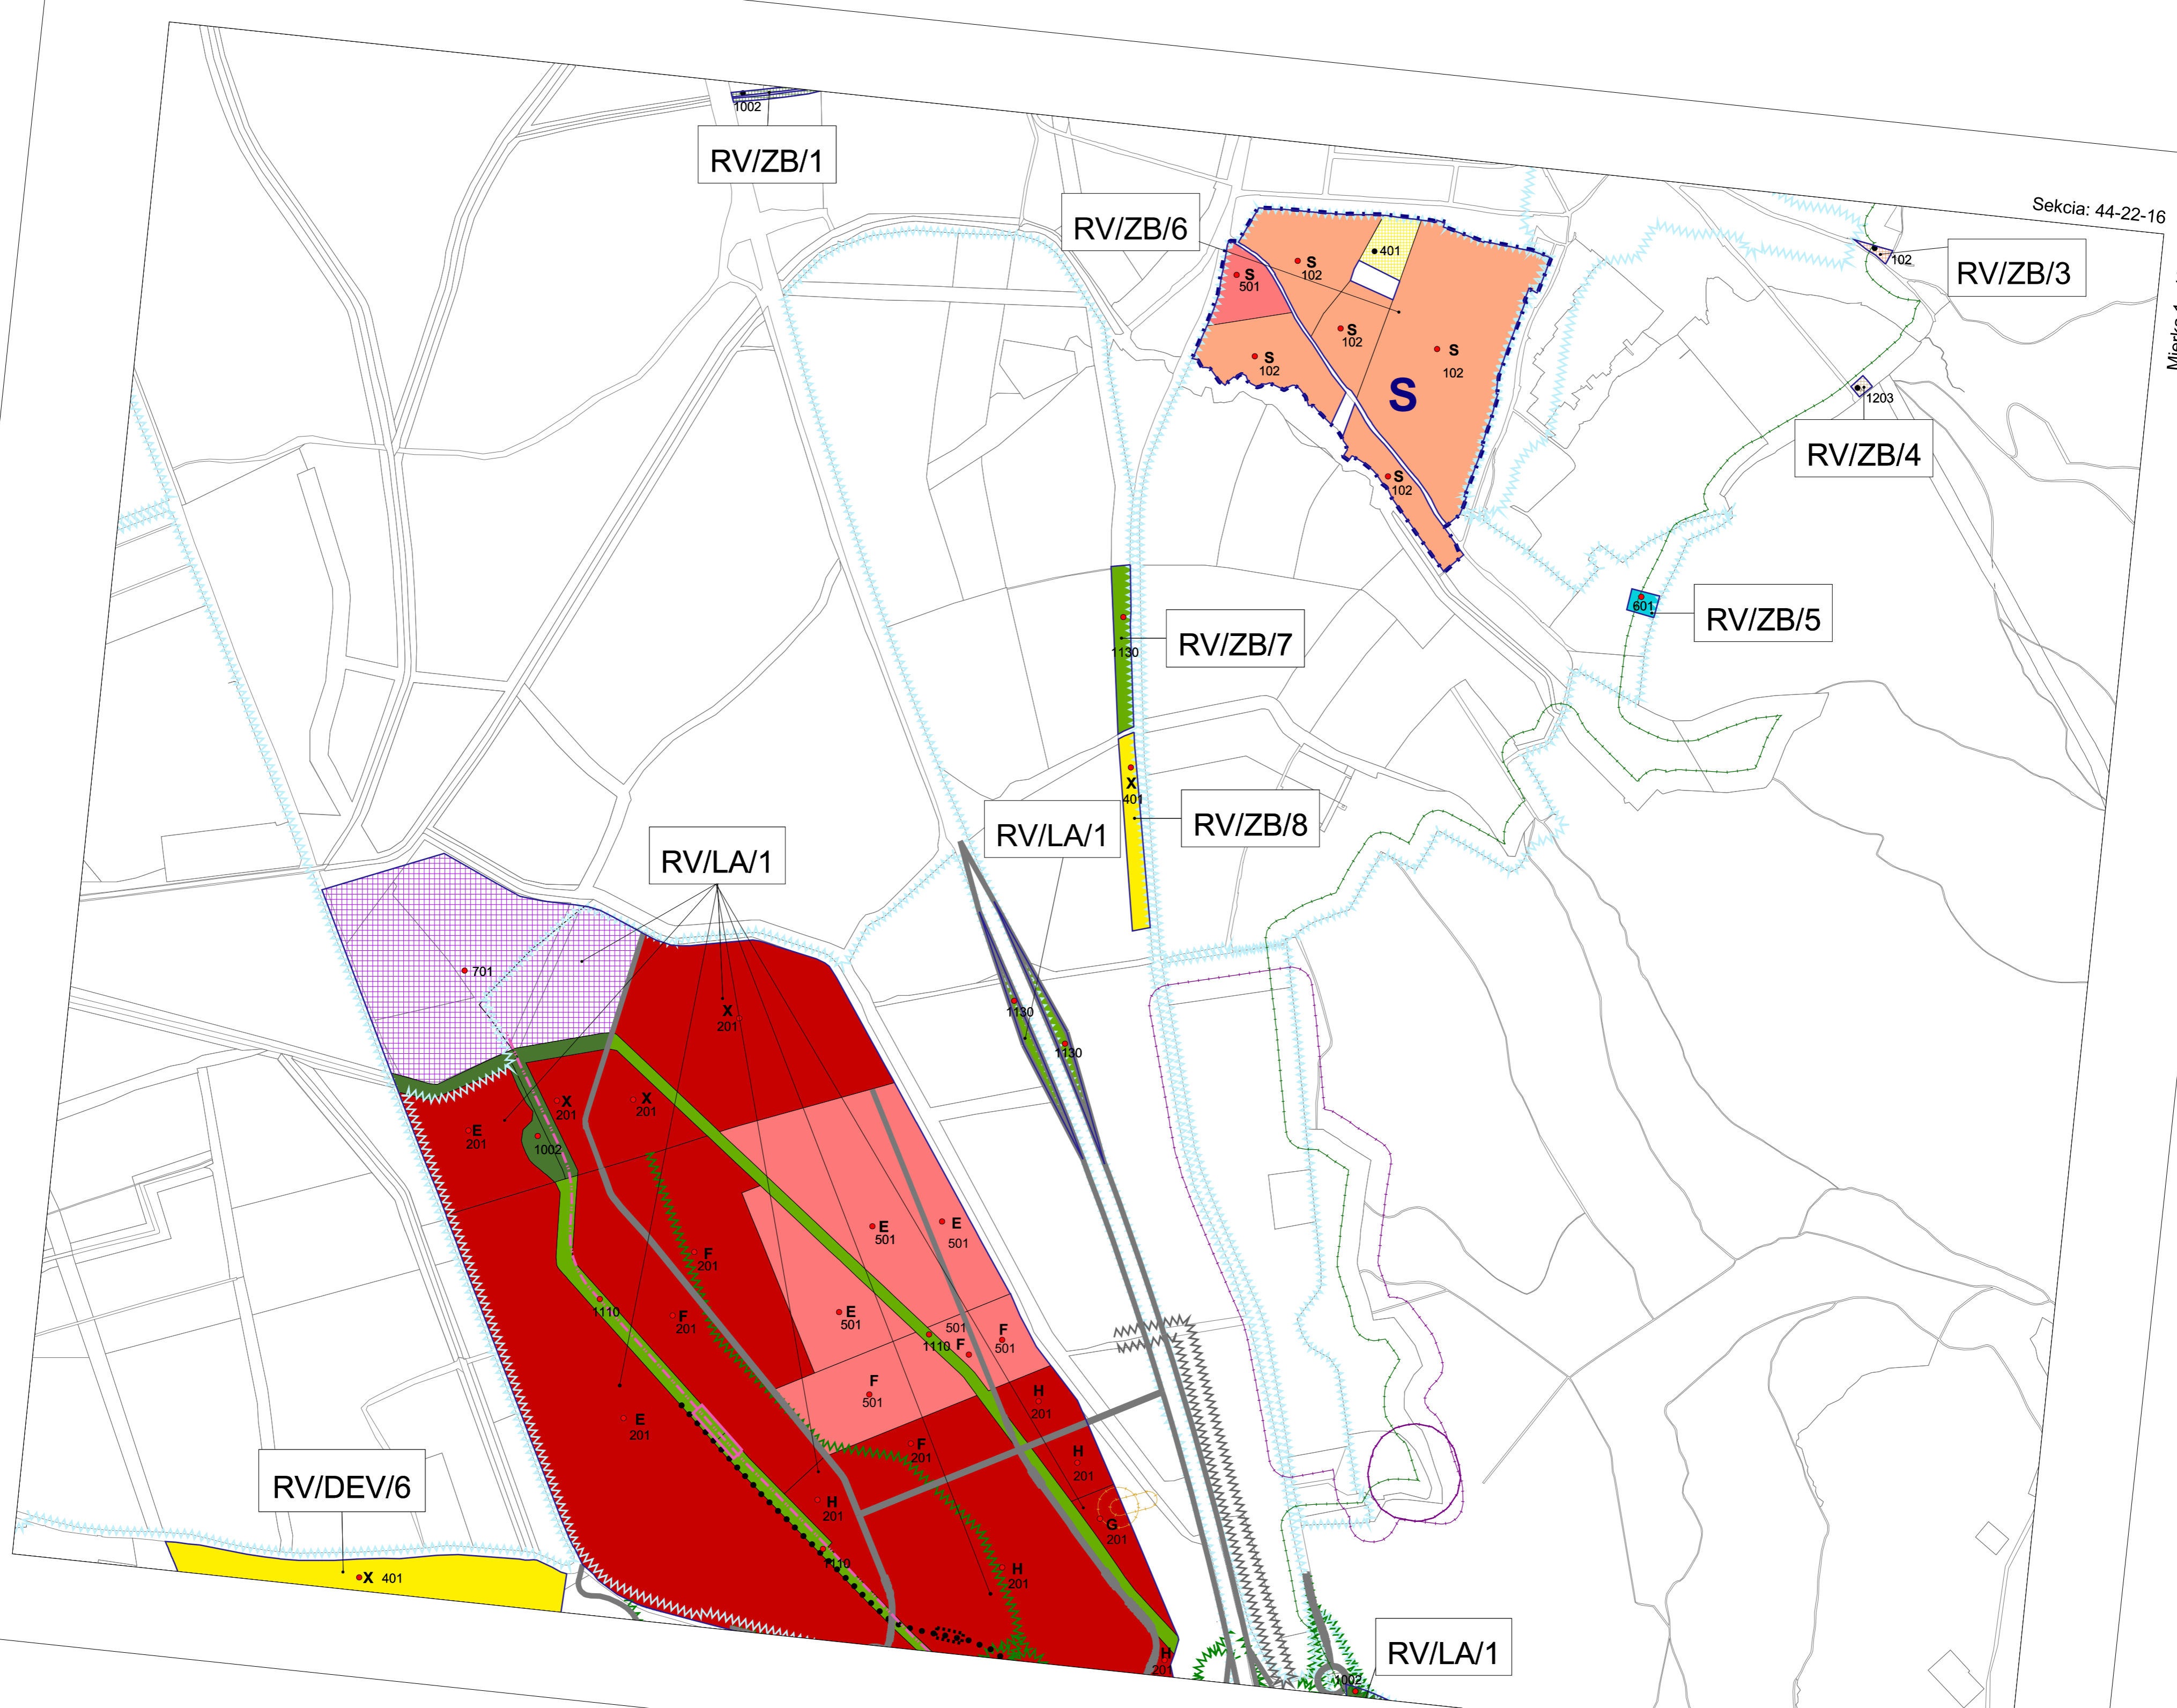 1002
RV/ZB/1
Sekcia: 44-22-16
RV/ZB/6
S
501
S
102
401
102
RV/ZB/3
S
102
S
102
S
102
S
1203
RV/ZB/4
S
102
601
RV/ZB/5
1130
RV/ZB/7
X
401
RV/ZB/8
RV/LA/1
RV/LA/1
701
X
201
1130
1130
X
201
X
201
E
201
1002
E
501
E
501
F
201
1110
F
201
E
501
501
1110
F
F
501
F
501
H
201
E
201
F
201
H
201
RV/DEV/6
H
201
G
201
1110
H
201
X 401
RV/LA/1
H
201
1002